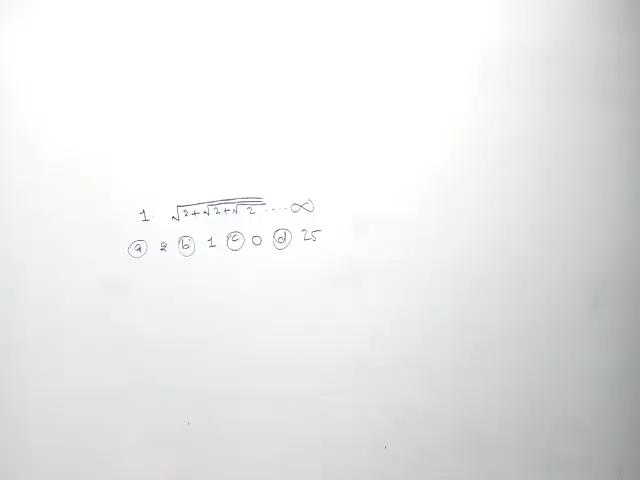 1. √2+√2+√2 ....∞
ⓐ 2 ⓑ 1 ⓒ 0 ⓓ 25